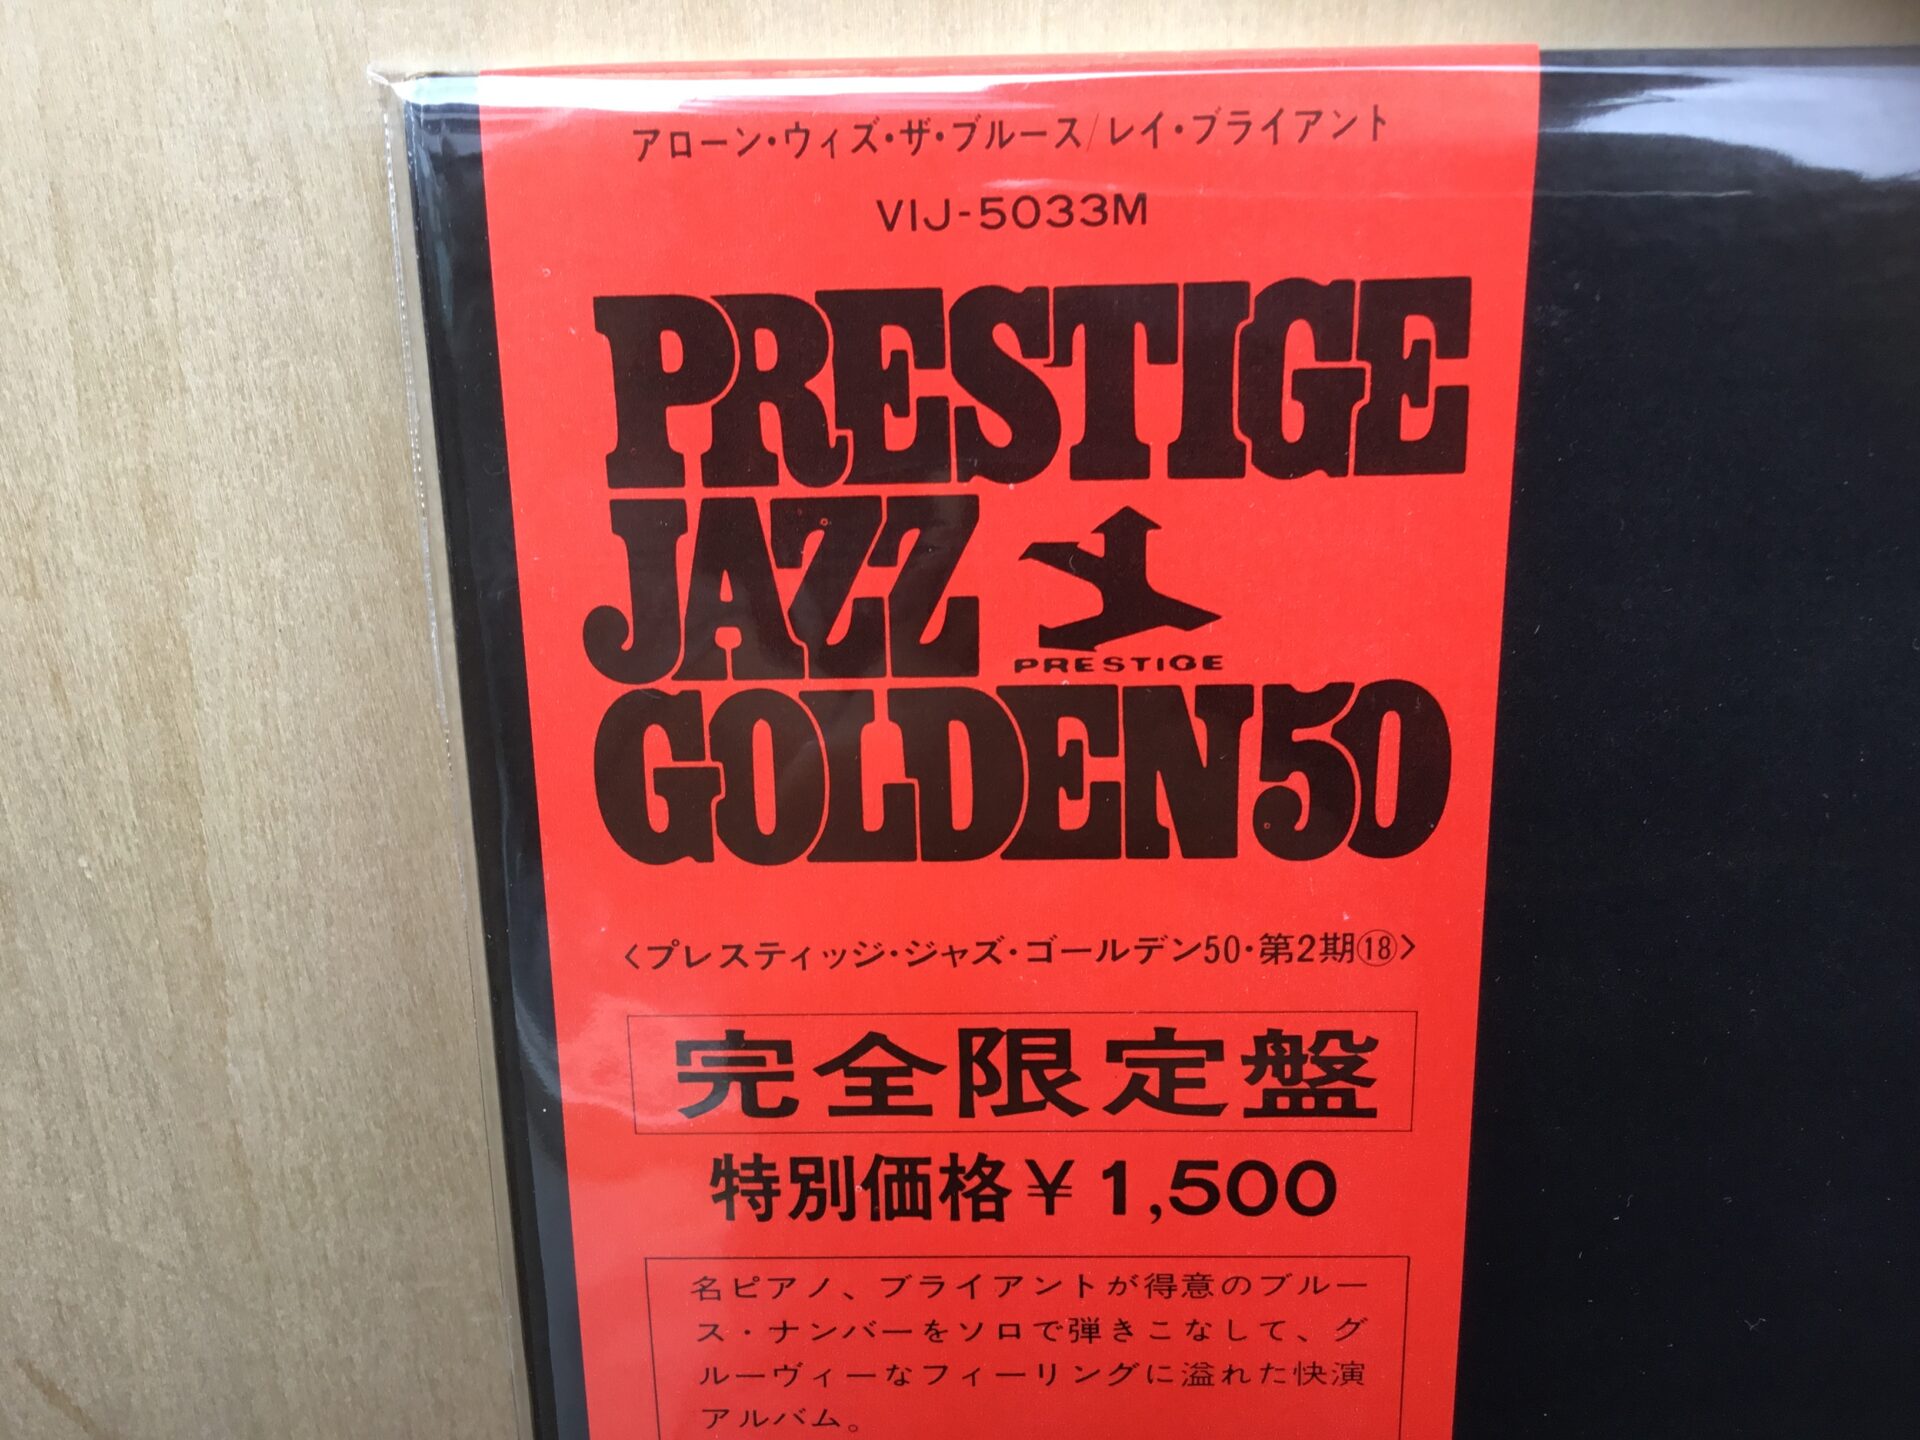 アローン・ウィズ・ザ・ブルース/レイ・ブライアント
VIJ-5033M
PRESTIGE
JAZZ
PRESTIGE
GOLDEN 50
<プレスティッジ・ジャズ・ゴールデン50・第2期⑱>
完全限定盤
特別価格¥1,500
名ピアノ、ブライアントが得意のブルー
ス・ナンバーをソロで弾きこなして、グ
ルーヴィーなフィーリングに溢れた快演
アルバム。